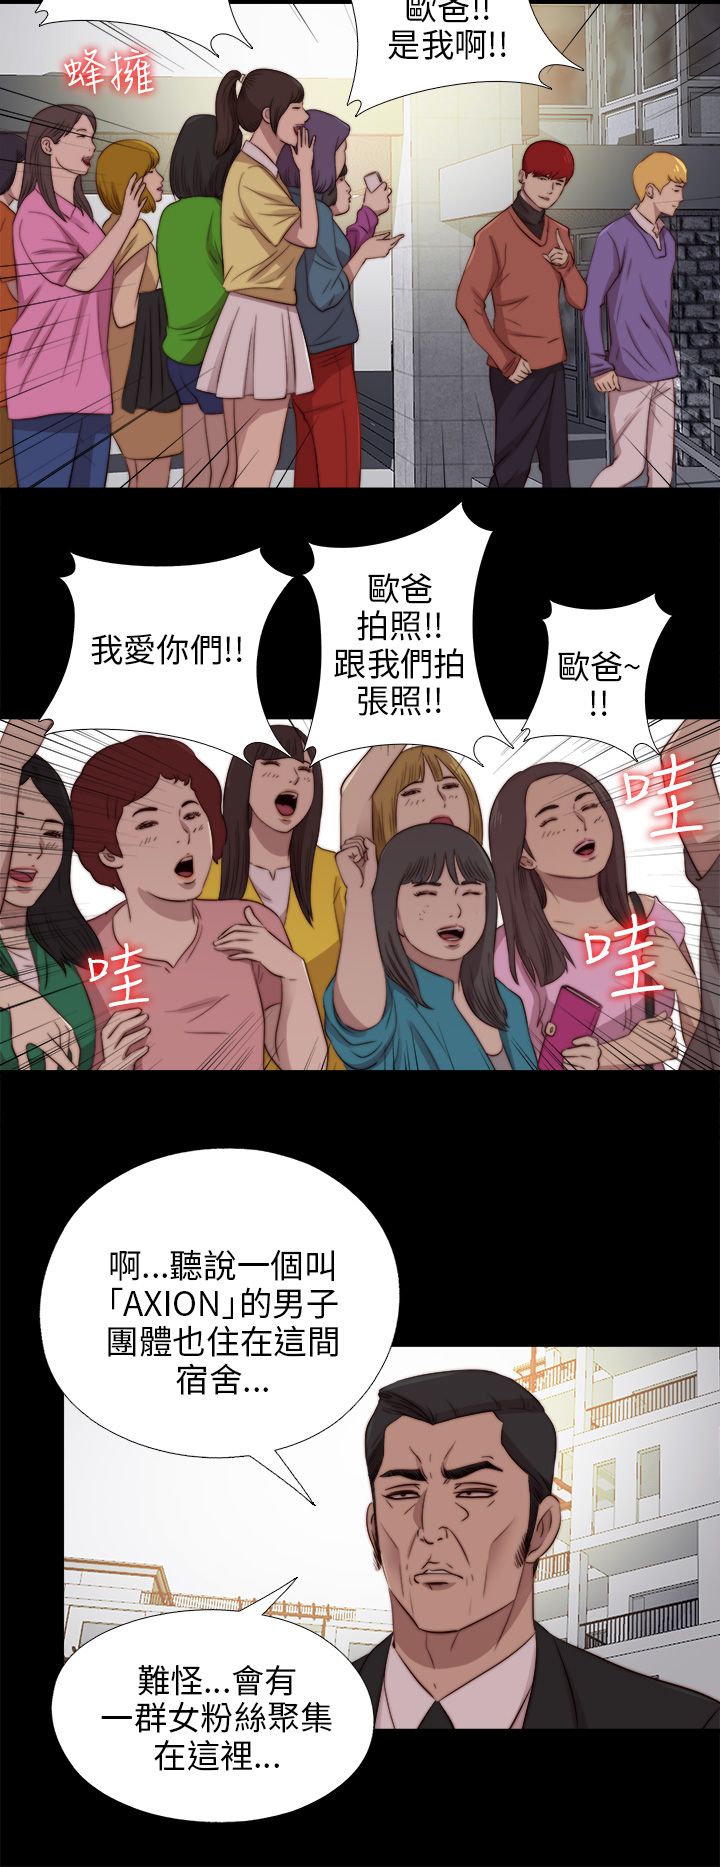 歐爸!!
是我啊!!
蜂擁
我愛你們!!
歐爸
拍照!!
跟我們拍
張照!!
歐爸~
!!
哇
哇
哇
啊...聽說一個叫
「AXION」的男子
團體也住在這間
宿舍...
難怪...會有
一群女粉絲聚集
在這裡...